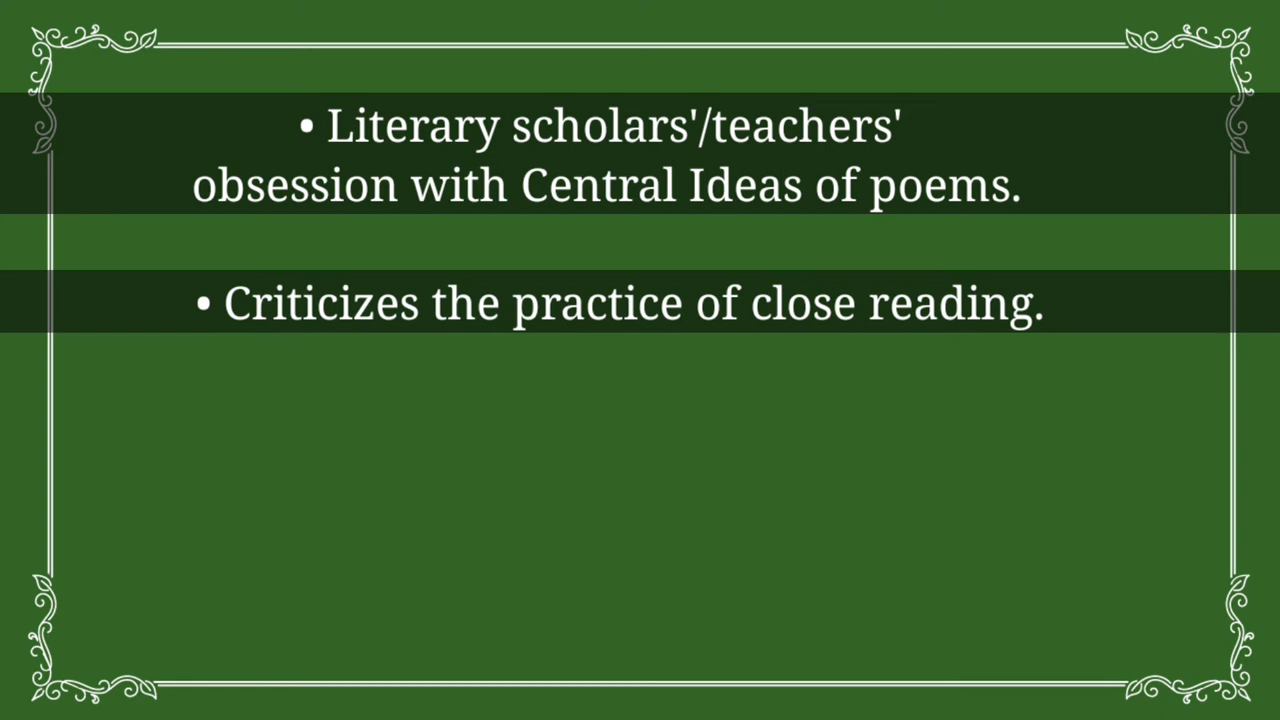 • Literary scholars'/teachers'
obsession with Central Ideas of poems.
• Criticizes the practice of close reading.